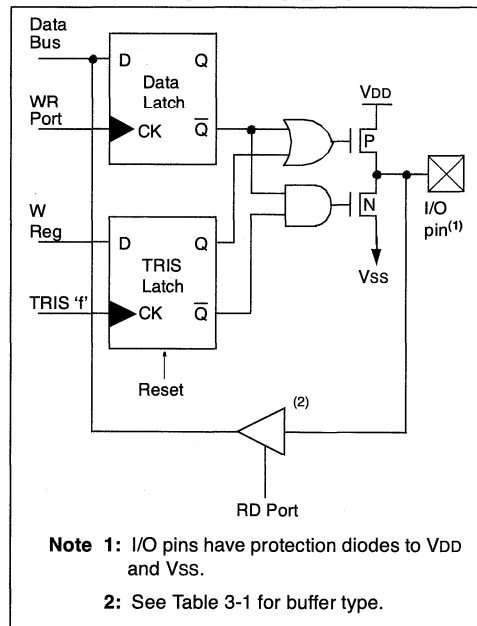 Data
Bus
D
Q
Data
Latch
WR
Port
CK
Q
VDD
P
I/O
pin(1)
N
VSS
W
Reg
D
Q
TRIS
Latch
TRIS 'f'
CK
Q
Reset
(2)
RD Port
Note 1: I/O pins have protection diodes to VDD
and VSS.
2: See Table 3-1 for buffer type.